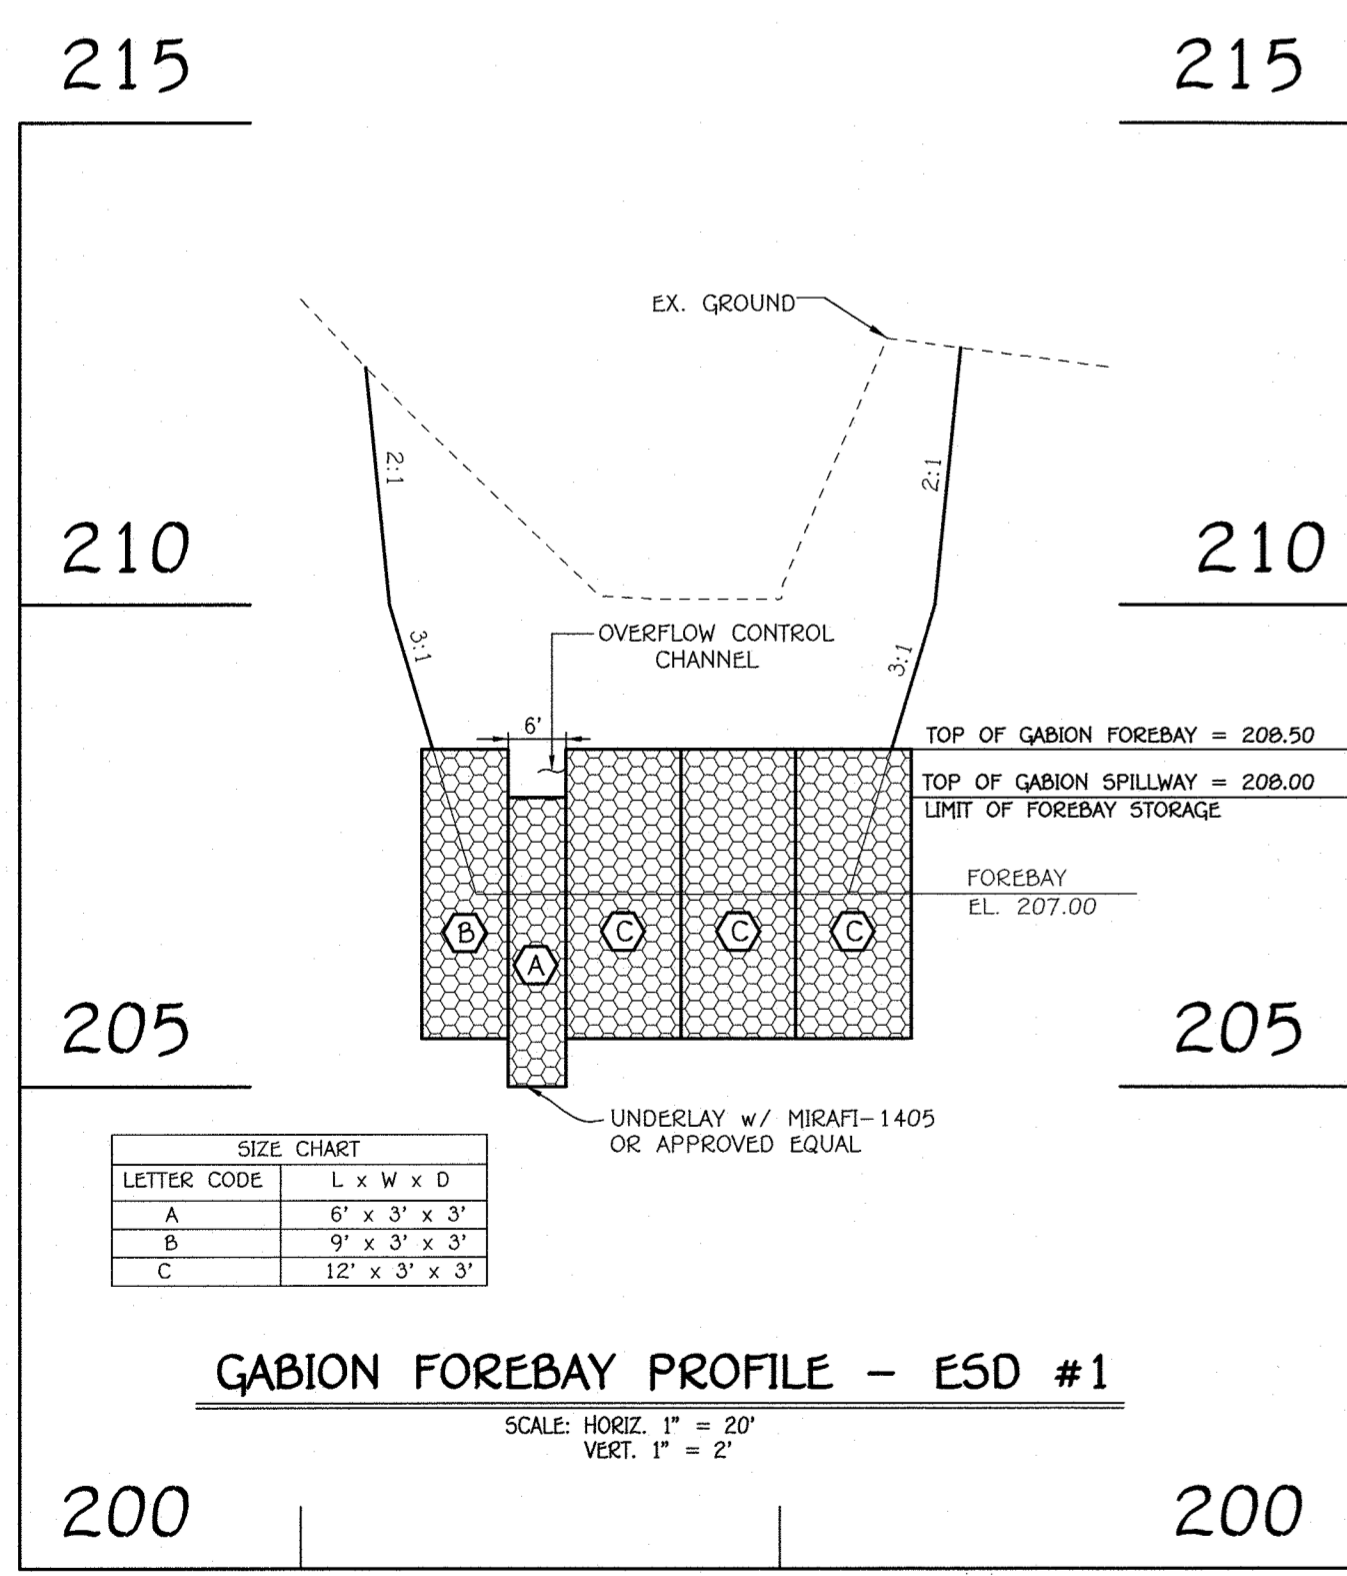 215 215
EX. GROUND
2:1 2:1
210 210
OVERFLOW CONTROL
CHANNEL
3:1 3:1
6'
TOP OF GABION FOREBAY = 208.50
TOP OF GABION SPILLWAY = 208.00
LIMIT OF FOREBAY STORAGE
FOREBAY
EL. 207.00
B A C C C
205 205
UNDERLAY w/ MIRAFI-1405
OR APPROVED EQUAL
SIZE CHART
LETTER CODE L x W x D
A 6' x 3' x 3'
B 9' x 3' x 3'
C 12' x 3' x 3'
GABION FOREBAY PROFILE - ESD #1
SCALE: HORIZ. 1" = 20'
VERT. 1" = 2'
200 200